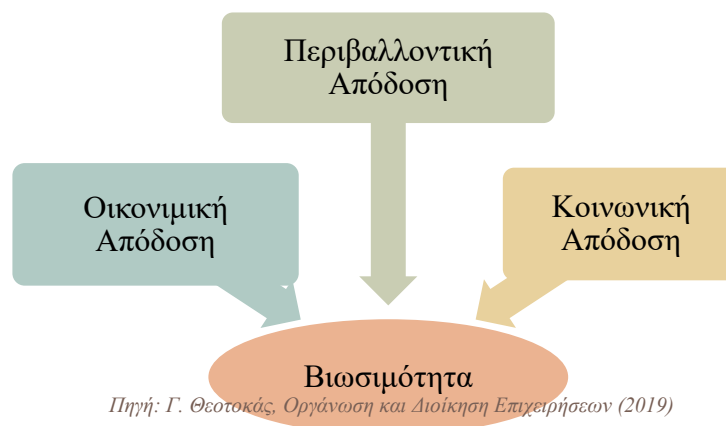 Περιβαλλοντική
Απόδοση
Οικονιμική
Απόδοση
Κοινωνική
Απόδοση
Βιωσιμότητα
Πηγή: Γ. Θεοτοκάς, Οργάνωση και Διοίκηση Επιχειρήσεων (2019)